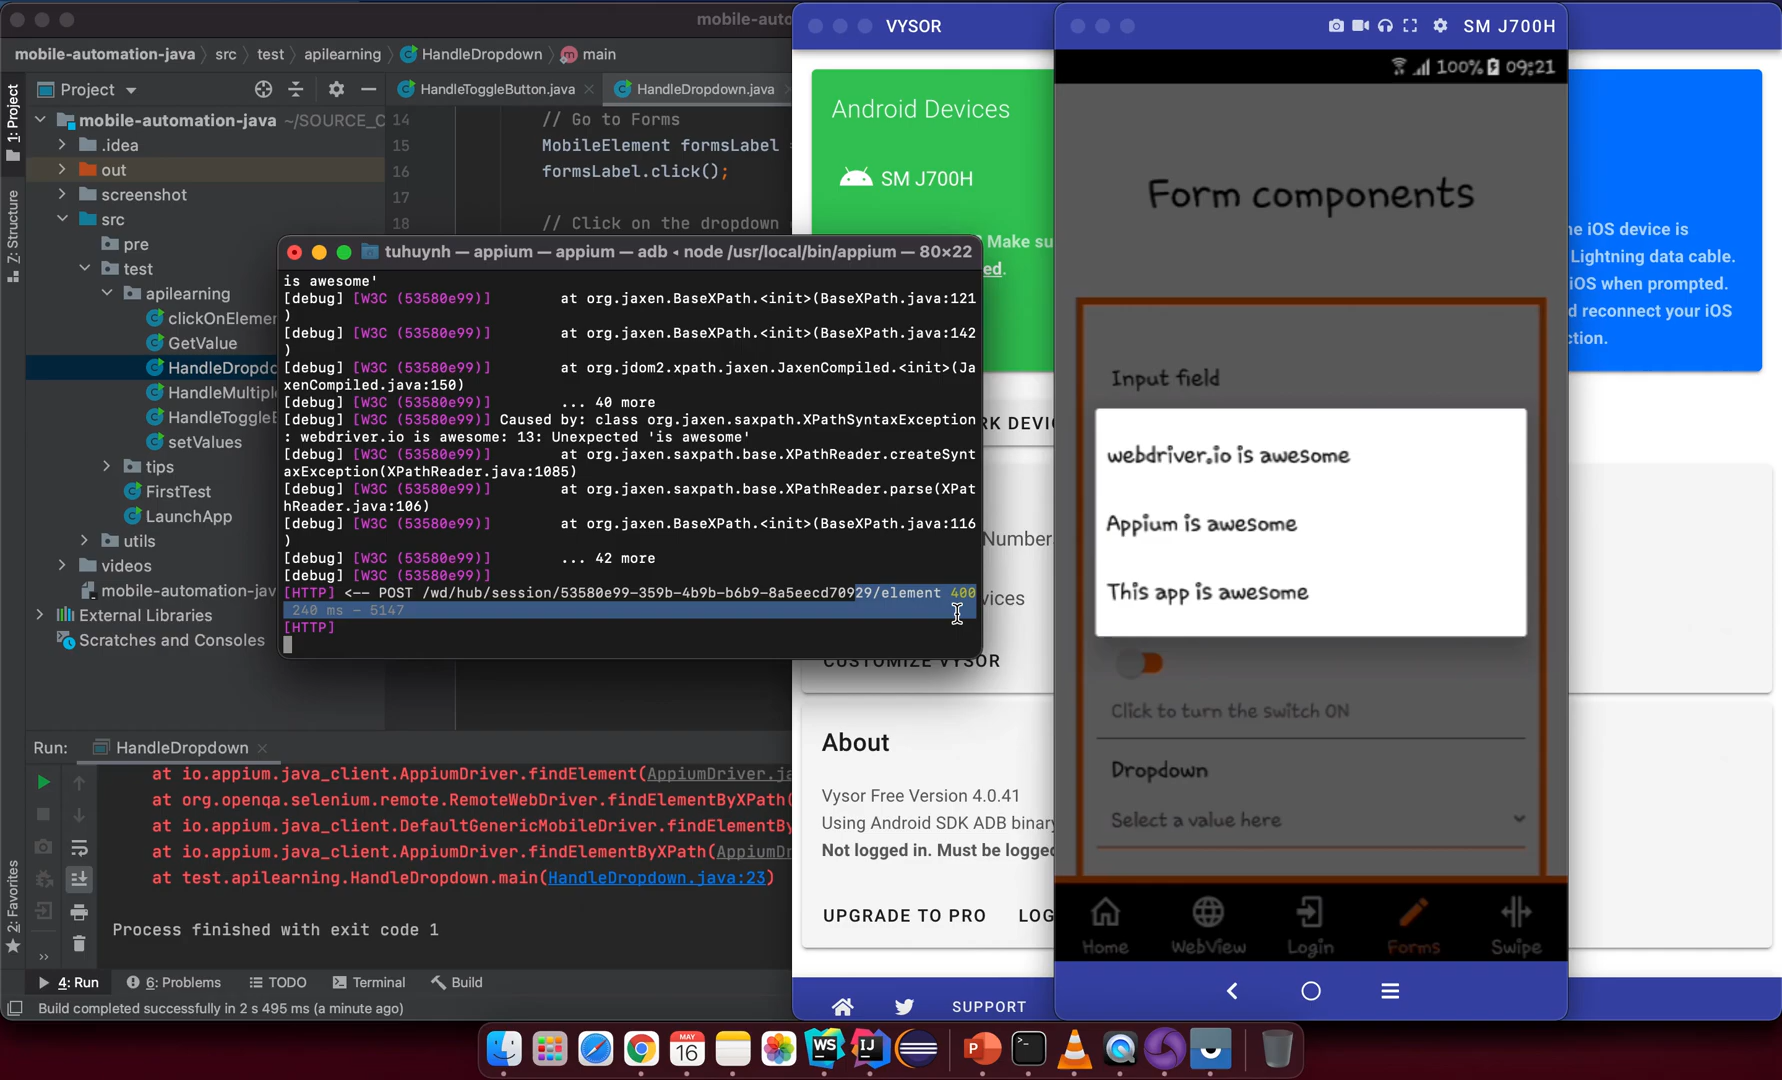 mobile-auto
mobile-automation-java
src
test
apilearning
HandleDropdown
main
1: Project
7: Structure
2: Favorites
Project
HandleToggleButton.java
HandleDropdown.java
mobile-automation-java ~/SOURCE_C
.idea
out
screenshot
src
pre
test
apilearning
clickOnElemen
GetValue
HandleDropdo
HandleMultipl
HandleToggleB
setValues
tips
FirstTest
LaunchApp
utils
videos
mobile-automation-jav
External Libraries
Scratches and Consoles
14 // Go to Forms
15 MobileElement formsLabel =
16 formsLabel.click();
17
18 // Click on the dropdown
tuhuynh — appium — appium — adb ◂ node /usr/local/bin/appium — 80×22
is awesome'
[debug] [W3C (53580e99)] at org.jaxen.BaseXPath.<init>(BaseXPath.java:121
)
[debug] [W3C (53580e99)] at org.jaxen.BaseXPath.<init>(BaseXPath.java:142
)
[debug] [W3C (53580e99)] at org.jdom2.xpath.jaxen.JaxenCompiled.<init>(Ja
xenCompiled.java:150)
[debug] [W3C (53580e99)] ... 40 more
[debug] [W3C (53580e99)] Caused by: class org.jaxen.saxpath.XPathSyntaxException
: webdriver.io is awesome: 13: Unexpected 'is awesome'
[debug] [W3C (53580e99)] at org.jaxen.saxpath.base.XPathReader.createSynt
axException(XPathReader.java:1085)
[debug] [W3C (53580e99)] at org.jaxen.saxpath.base.XPathReader.parse(XPat
hReader.java:106)
[debug] [W3C (53580e99)] at org.jaxen.BaseXPath.<init>(BaseXPath.java:116
)
[debug] [W3C (53580e99)] ... 42 more
[debug] [W3C (53580e99)]
[HTTP] <-- POST /wd/hub/session/53580e99-359b-4b9b-b6b9-8a5eecd70929/element 400
240 ms - 5147
[HTTP]
Run:
HandleDropdown
at io.appium.java_client.AppiumDriver.findElement(AppiumDriver.ja
at org.openqa.selenium.remote.RemoteWebDriver.findElementByXPath(
at io.appium.java_client.DefaultGenericMobileDriver.findElementBy
at io.appium.java_client.AppiumDriver.findElementByXPath(AppiumDr
at test.apilearning.HandleDropdown.main(HandleDropdown.java:23)
Process finished with exit code 1
4: Run
6: Problems
TODO
Terminal
Build
Build completed successfully in 2 s 495 ms (a minute ago)
VYSOR
Android Devices
SM J700H
? Make su
ed.
RK DEVI
Number
vices
CUSTOMIZE VYSOR
About
Vysor Free Version 4.0.41
Using Android SDK ADB binary
Not logged in. Must be logge
UPGRADE TO PRO
LOG
SUPPORT
he iOS device is
Lightning data cable.
iOS when prompted.
d reconnect your iOS
ction.
SM J700H
100% 09:21
Form components
Input field
webdriver.io is awesome
Appium is awesome
This app is awesome
Click to turn the switch ON
Dropdown
Select a value here
Home
WebView
Login
Forms
Swipe
WS
IJ
MAY
16
P